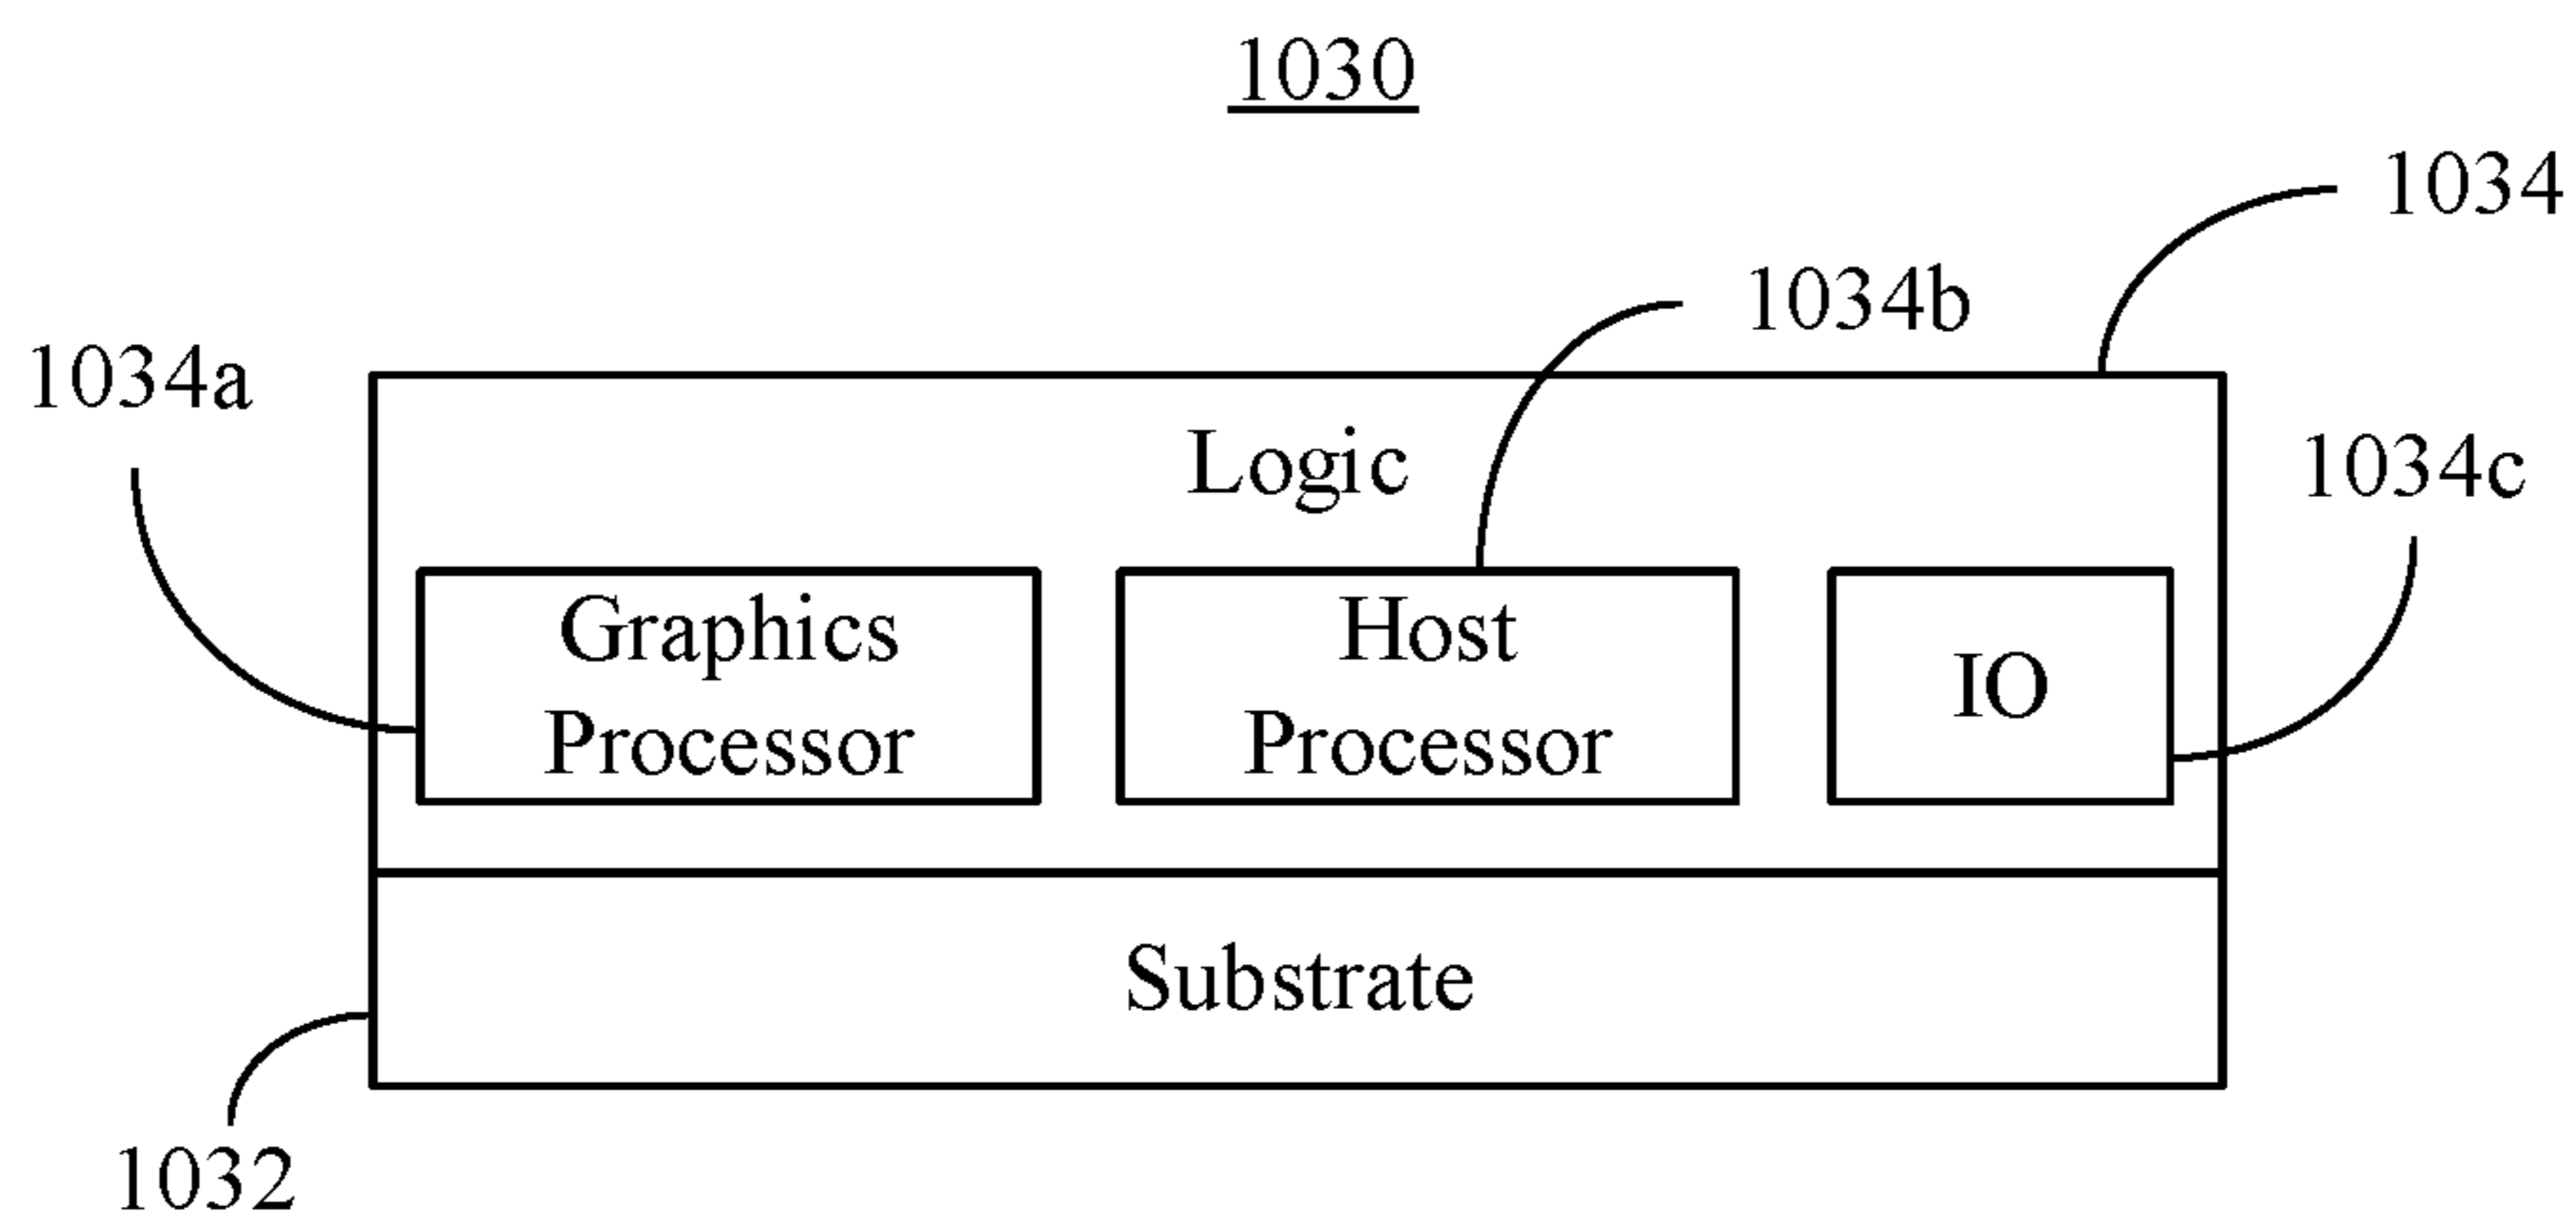 1030
1034
1034b
1034a
Logic
1034c
Graphics
Processor
Host
Processor
IO
Substrate
1032